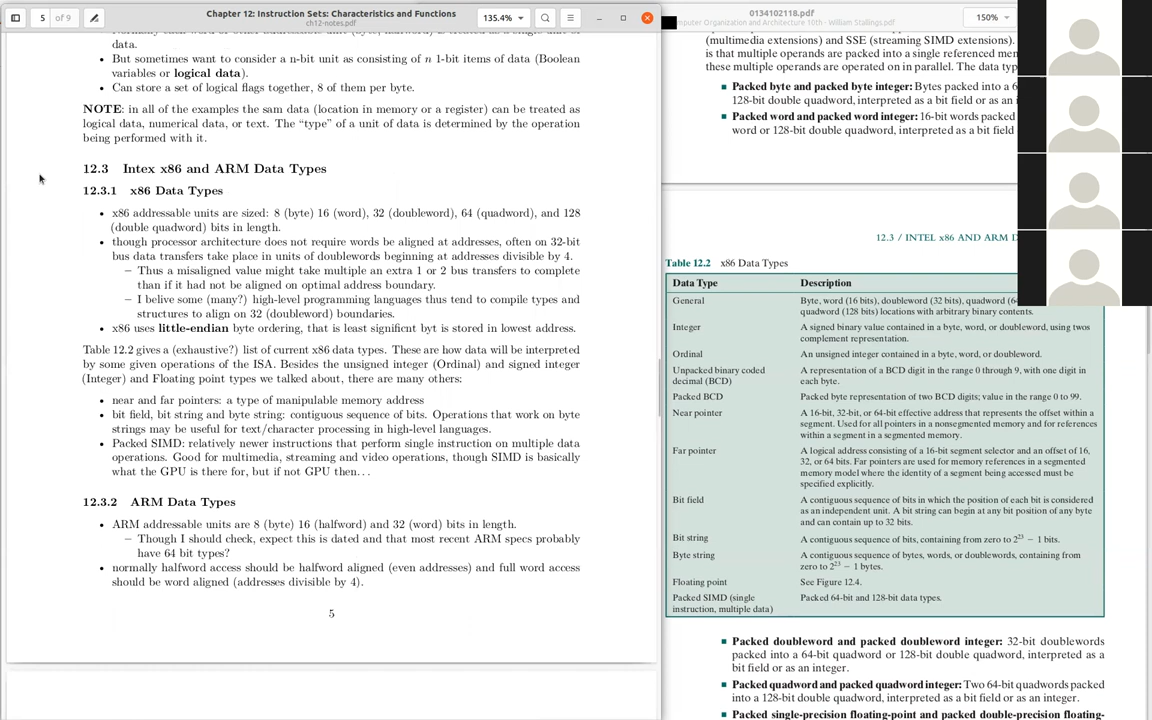 5 of 9
Chapter 12: Instruction Sets: Characteristics and Functions
ch12-notes.pdf
135.4%
data.
• But sometimes want to consider a n-bit unit as consisting of n 1-bit items of data (Boolean
variables or logical data).
• Can store a set of logical flags together, 8 of them per byte.
NOTE: in all of the examples the sam data (location in memory or a register) can be treated as
logical data, numerical data, or text. The “type” of a unit of data is determined by the operation
being performed with it.
12.3 Intex x86 and ARM Data Types
12.3.1 x86 Data Types
• x86 addressable units are sized: 8 (byte) 16 (word), 32 (doubleword), 64 (quadword), and 128
(double quadword) bits in length.
• though processor architecture does not require words be aligned at addresses, often on 32-bit
bus data transfers take place in units of doublewords beginning at addresses divisible by 4.
– Thus a misaligned value might take multiple an extra 1 or 2 bus transfers to complete
than if it had not be aligned on optimal address boundary.
– I belive some (many?) high-level programming languages thus tend to compile types and
structures to align on 32 (doubleword) boundaries.
• x86 uses little-endian byte ordering, that is least significnt byt is stored in lowest address.
Table 12.2 gives a (exhaustive?) list of current x86 data types. These are how data will be interpreted
by some given operations of the ISA. Besides the unsigned integer (Ordinal) and signed integer
(Integer) and Floating point types we talked about, there are many others:
• near and far pointers: a type of manipulable memory address
• bit field, bit string and byte string: contiguous sequence of bits. Operations that work on byte
strings may be useful for text/character processing in high-level languages.
• Packed SIMD: relatively newer instructions that perform single instruction on multiple data
operations. Good for multimedia, streaming and video operations, though SIMD is basically
what the GPU is there for, but if not GPU then...
12.3.2 ARM Data Types
• ARM addressable units are 8 (byte) 16 (halfword) and 32 (word) bits in length.
– Though I should check, expect this is dated and that most recent ARM specs probably
have 64 bit types?
• normally halfword access should be halfword aligned (even addresses) and full word access
should be word aligned (addresses divisible by 4).
5
0134102118.pdf
Organization and Architecture 10th - William Stallings.
150%
(multimedia extensions) and SSE (streaming SIMD extensions).
is that multiple operands are packed into a single referenced mem
these multiple operands are operated on in parallel. The data typ
■ Packed byte and packed byte integer: Bytes packed into a 6
128-bit double quadword, interpreted as a bit field or as an i
■ Packed word and packed word integer: 16-bit words packed
word or 128-bit double quadword, interpreted as a bit field
12.3 / INTEL x86 AND ARM D
Table 12.2 x86 Data Types
Data Type Description
General Byte, word (16 bits), doubleword (32 bits), quadword (6
quadword (128 bits) locations with arbitrary binary contents.
Integer A signed binary value contained in a byte, word, or doubleword, using twos
complement representation.
Ordinal An unsigned integer contained in a byte, word, or doubleword.
Unpacked binary coded A representation of a BCD digit in the range 0 through 9, with one digit in
decimal (BCD) each byte.
Packed BCD Packed byte representation of two BCD digits; value in the range 0 to 99.
Near pointer A 16-bit, 32-bit, or 64-bit effective address that represents the offset within a
segment. Used for all pointers in a nonsegmented memory and for references
within a segment in a segmented memory.
Far pointer A logical address consisting of a 16-bit segment selector and an offset of 16,
32, or 64 bits. Far pointers are used for memory references in a segmented
memory model where the identity of a segment being accessed must be
specified explicitly.
Bit field A contiguous sequence of bits in which the position of each bit is considered
as an independent unit. A bit string can begin at any bit position of any byte
and can contain up to 32 bits.
Bit string A contiguous sequence of bits, containing from zero to 2²³ − 1 bits.
Byte string A contiguous sequence of bytes, words, or doublewords, containing from
zero to 2²³ − 1 bytes.
Floating point See Figure 12.4.
Packed SIMD (single Packed 64-bit and 128-bit data types.
instruction, multiple data)
■ Packed doubleword and packed doubleword integer: 32-bit doublewords
packed into a 64-bit quadword or 128-bit double quadword, interpreted as a
bit field or as an integer.
■ Packed quadword and packed quadword integer: Two 64-bit quadwords packed
into a 128-bit double quadword, interpreted as a bit field or as an integer.
■ Packed single-precision floating-point and packed double-precision floating-